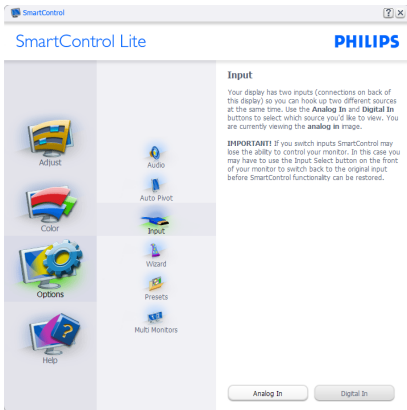 SmartControl
SmartControl Lite
PHILIPS
Adjust
Color
Options
Help
Audio
Auto Pivot
Input
Wizard
Presets
Multi Monitors
Input
Your display has two inputs (connections on back of
this display) so you can hook up two different sources
at the same time. Use the Analog In and Digital In
buttons to select which source you'd like to view. You
are currently viewing the analog in image.
IMPORTANT! If you switch inputs SmartControl may
lose the ability to control your monitor. In this case you
may have to use the Input Select button on the front
of your monitor to switch back to the original input
before SmartControl functionality can be restored.
Analog In
Digital In